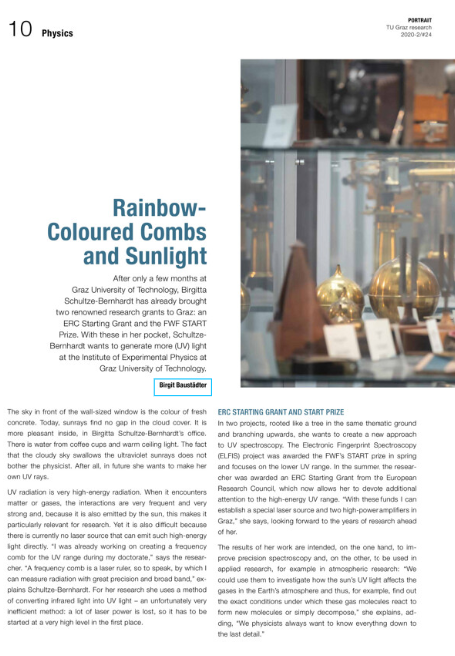 10 Physics
PORTRAIT
TU Graz research
2020-2/#24
Rainbow-
Coloured Combs
and Sunlight
After only a few months at
Graz University of Technology, Birgitta
Schultze-Bernhardt has already brought
two renowned research grants to Graz: an
ERC Starting Grant and the FWF START
Prize. With these in her pocket, Schultze-
Bernhardt wants to generate more (UV) light
at the Institute of Experimental Physics at
Graz University of Technology.
Birgit Baustädter
The sky in front of the wall-sized window is the colour of fresh
concrete. Today, sunrays find no gap in the cloud cover. It is
more pleasant inside, in Birgitta Schultze-Bernhardt's office.
There is water from coffee cups and warm ceiling light. The fact
that the cloudy sky swallows the ultraviolet sunrays does not
bother the physicist. After all, in future she wants to make her
own UV rays.
UV radiation is very high-energy radiation. When it encounters
matter or gases, the interactions are very frequent and very
strong and, because it is also emitted by the sun, this makes it
particularly relevant for research. Yet it is also difficult because
there is currently no laser source that can emit such high-energy
light directly. "I was already working on creating a frequency
comb for the UV range during my doctorate," says the resear-
cher. "A frequency comb is a laser ruler, so to speak, by which I
can measure radiation with great precision and broad band," ex-
plains Schultze-Bernhardt. For her research she uses a method
of converting infrared light into UV light – an unfortunately very
inefficient method: a lot of laser power is lost, so it has to be
started at a very high level in the first place.
ERC STARTING GRANT AND START PRIZE
In two projects, rooted like a tree in the same thematic ground
and branching upwards, she wants to create a new approach
to UV spectroscopy. The Electronic Fingerprint Spectroscopy
(ELFIS) project was awarded the FWF's START prize in spring
and focuses on the lower UV range. In the summer the resear-
cher was awarded an ERC Starting Grant from the European
Research Council, which now allows her to devote additional
attention to the high-energy UV range. "With these funds I can
establish a special laser source and two high-power amplifiers in
Graz," she says, looking forward to the years of research ahead
of her.
The results of her work are intended, on the one hand, to im-
prove precision spectroscopy and, on the other, to be used in
applied research, for example in atmospheric research: "We
could use them to investigate how the sun's UV light affects the
gases in the Earth's atmosphere and thus, for example, find out
the exact conditions under which these gas molecules react to
form new molecules or simply decompose," she explains, ad-
ding, "We physicists always want to know everything down to
the last detail."